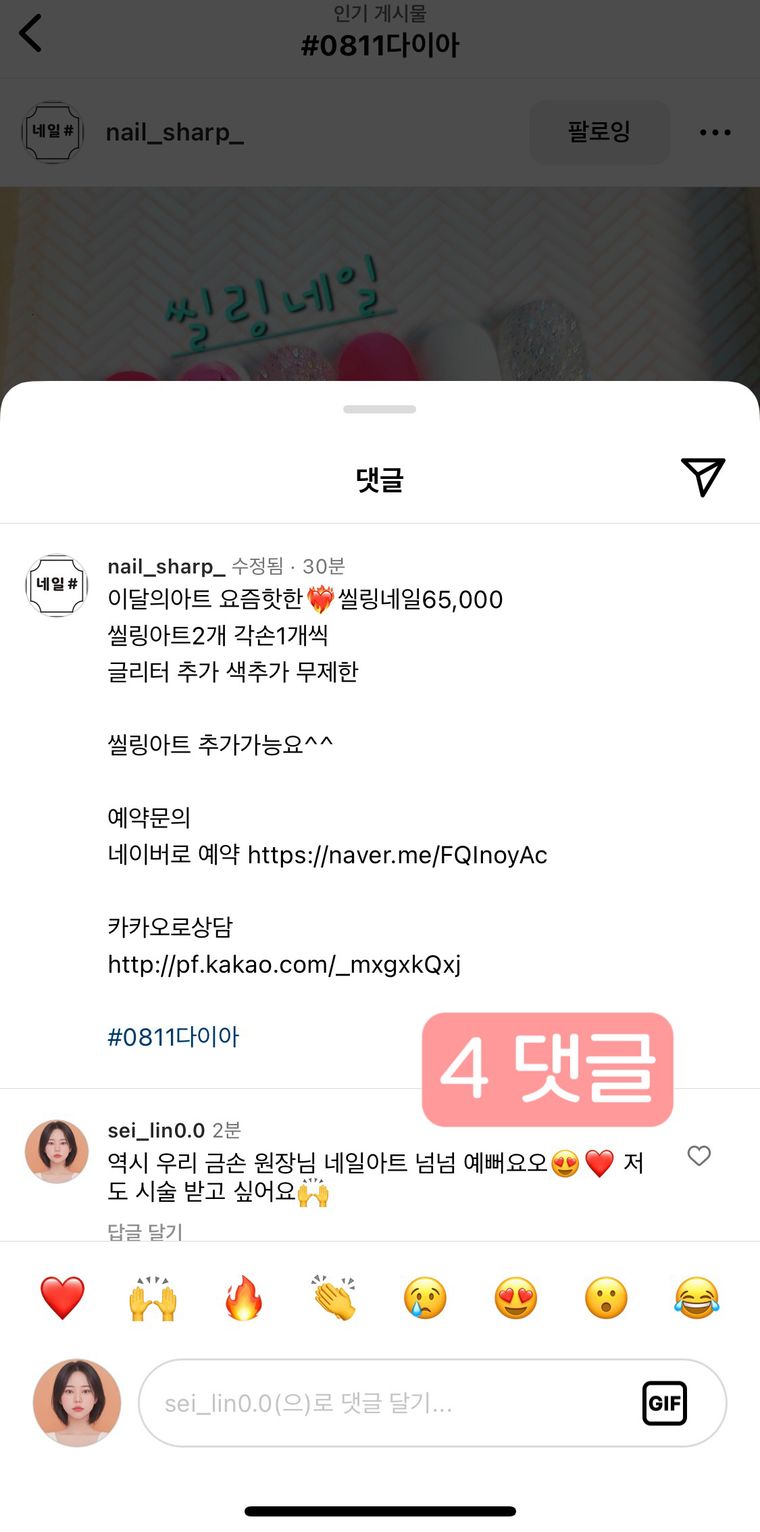 인기 게시물
#0811다이아
네일#
nail_sharp_
팔로잉
씰링네일
댓글
네일#
nail_sharp_ 수정됨 · 30분
이달의아트 요즘핫한❤️‍🔥씰링네일65,000
씰링아트2개 각손1개씩
글리터 추가 색추가 무제한
씰링아트 추가가능요^^
예약문의
네이버로 예약 https://naver.me/FQInoyAc
카카오로상담
http://pf.kakao.com/_mxgxkQxj
#0811다이아
4 댓글
sei_lin0.0 2분
역시 우리 금손 원장님 네일아트 넘넘 예뻐요오😍❤️ 저
도 시술 받고 싶어요🙌
답글 달기
❤️🙌🔥👏😢😍😮😂
sei_lin0.0(으)로 댓글 달기...
GIF